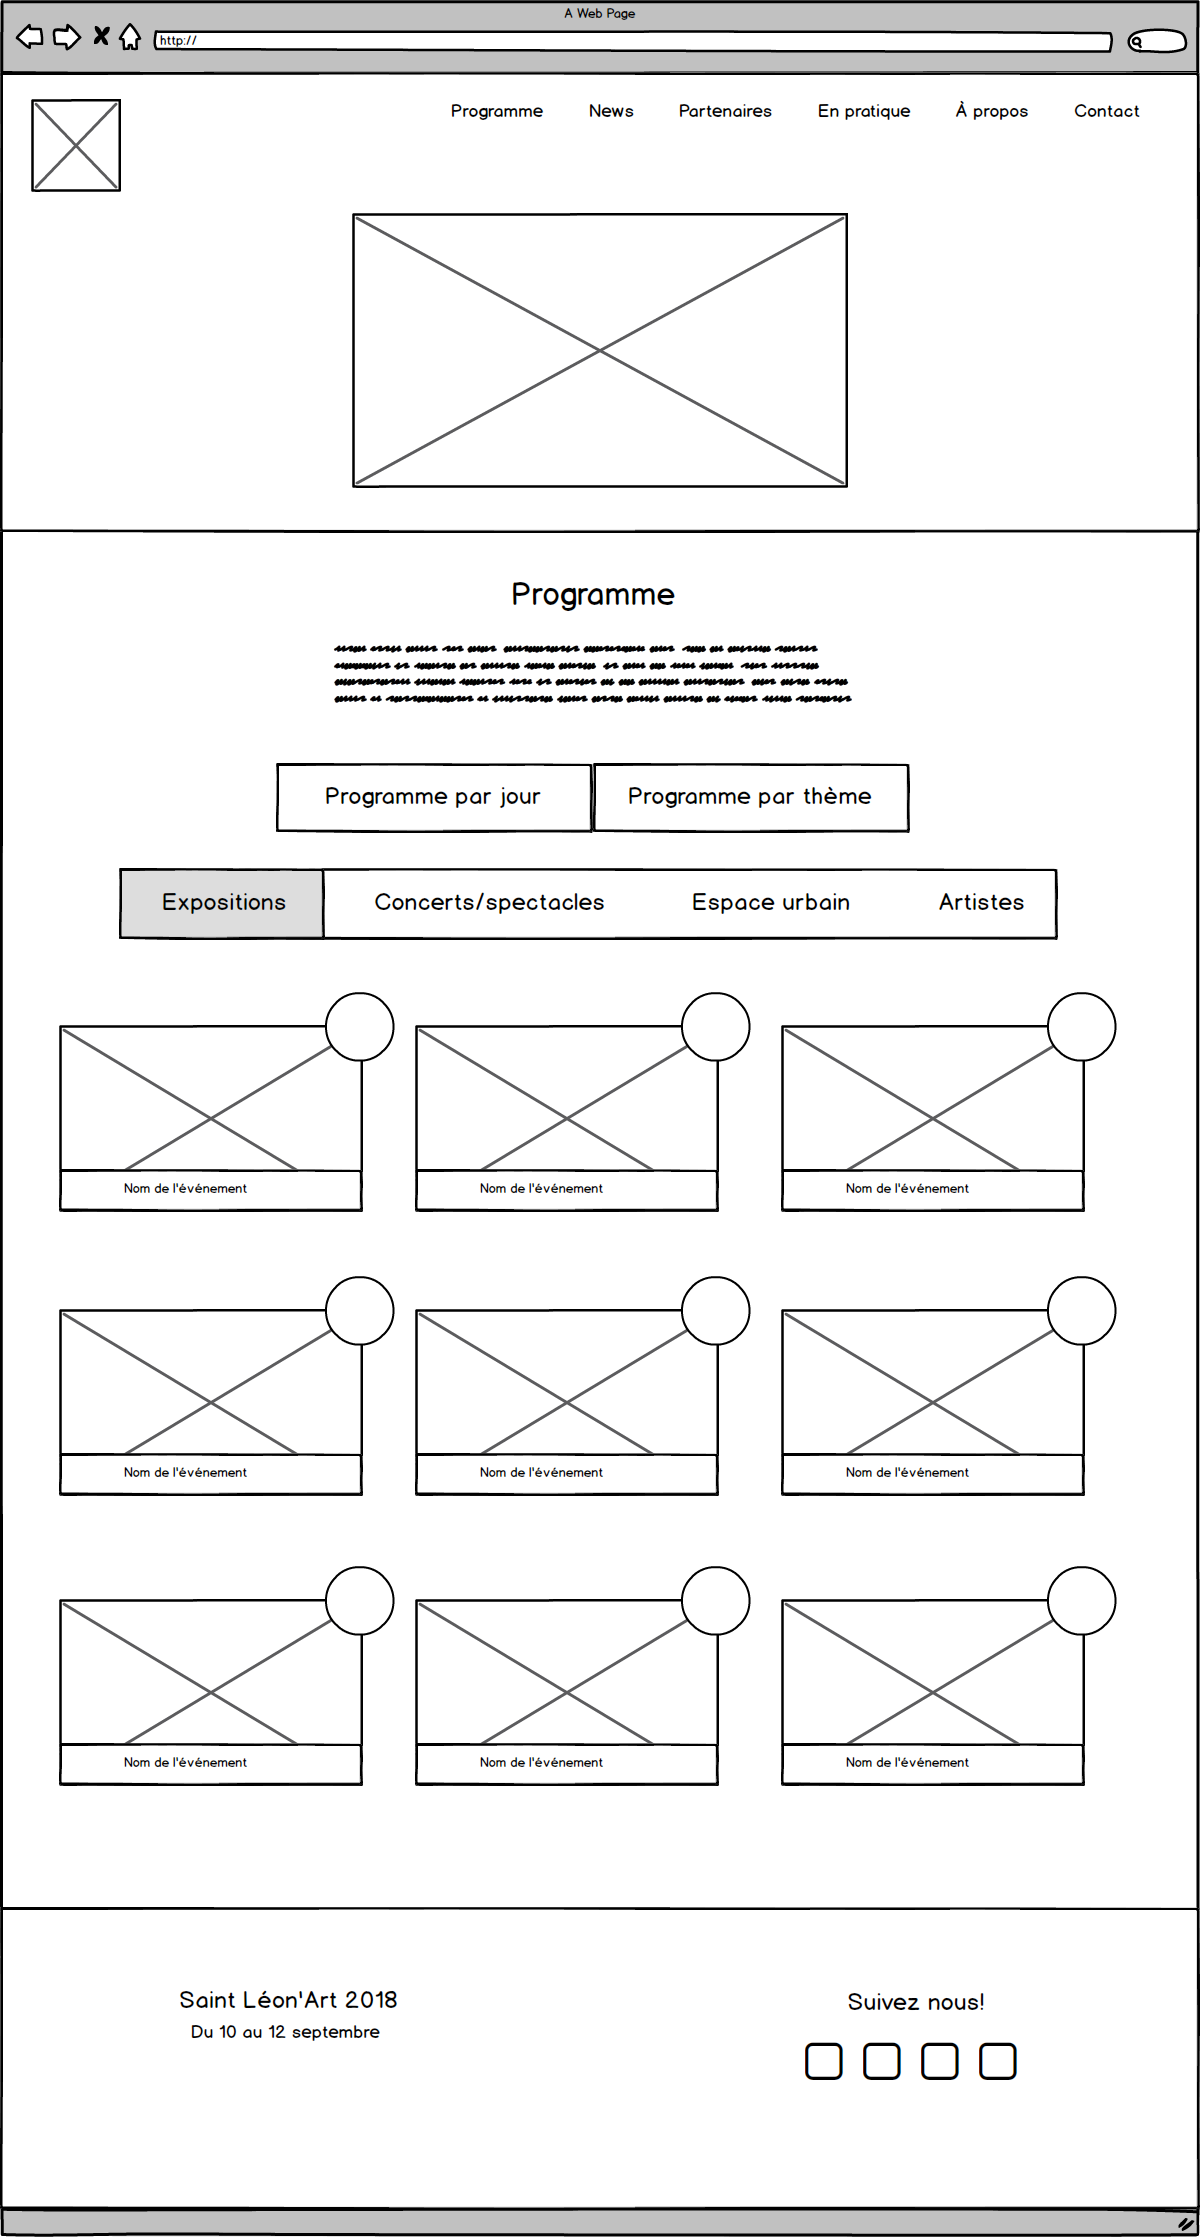 A Web Page
http://
Programme News Partenaires En pratique À propos Contact
Programme
Programme par jour Programme par thème
Expositions Concerts/spectacles Espace urbain Artistes
Nom de l'événement Nom de l'événement Nom de l'événement
Nom de l'événement Nom de l'événement Nom de l'événement
Nom de l'événement Nom de l'événement Nom de l'événement
Saint Léon'Art 2018 Suivez nous!
Du 10 au 12 septembre